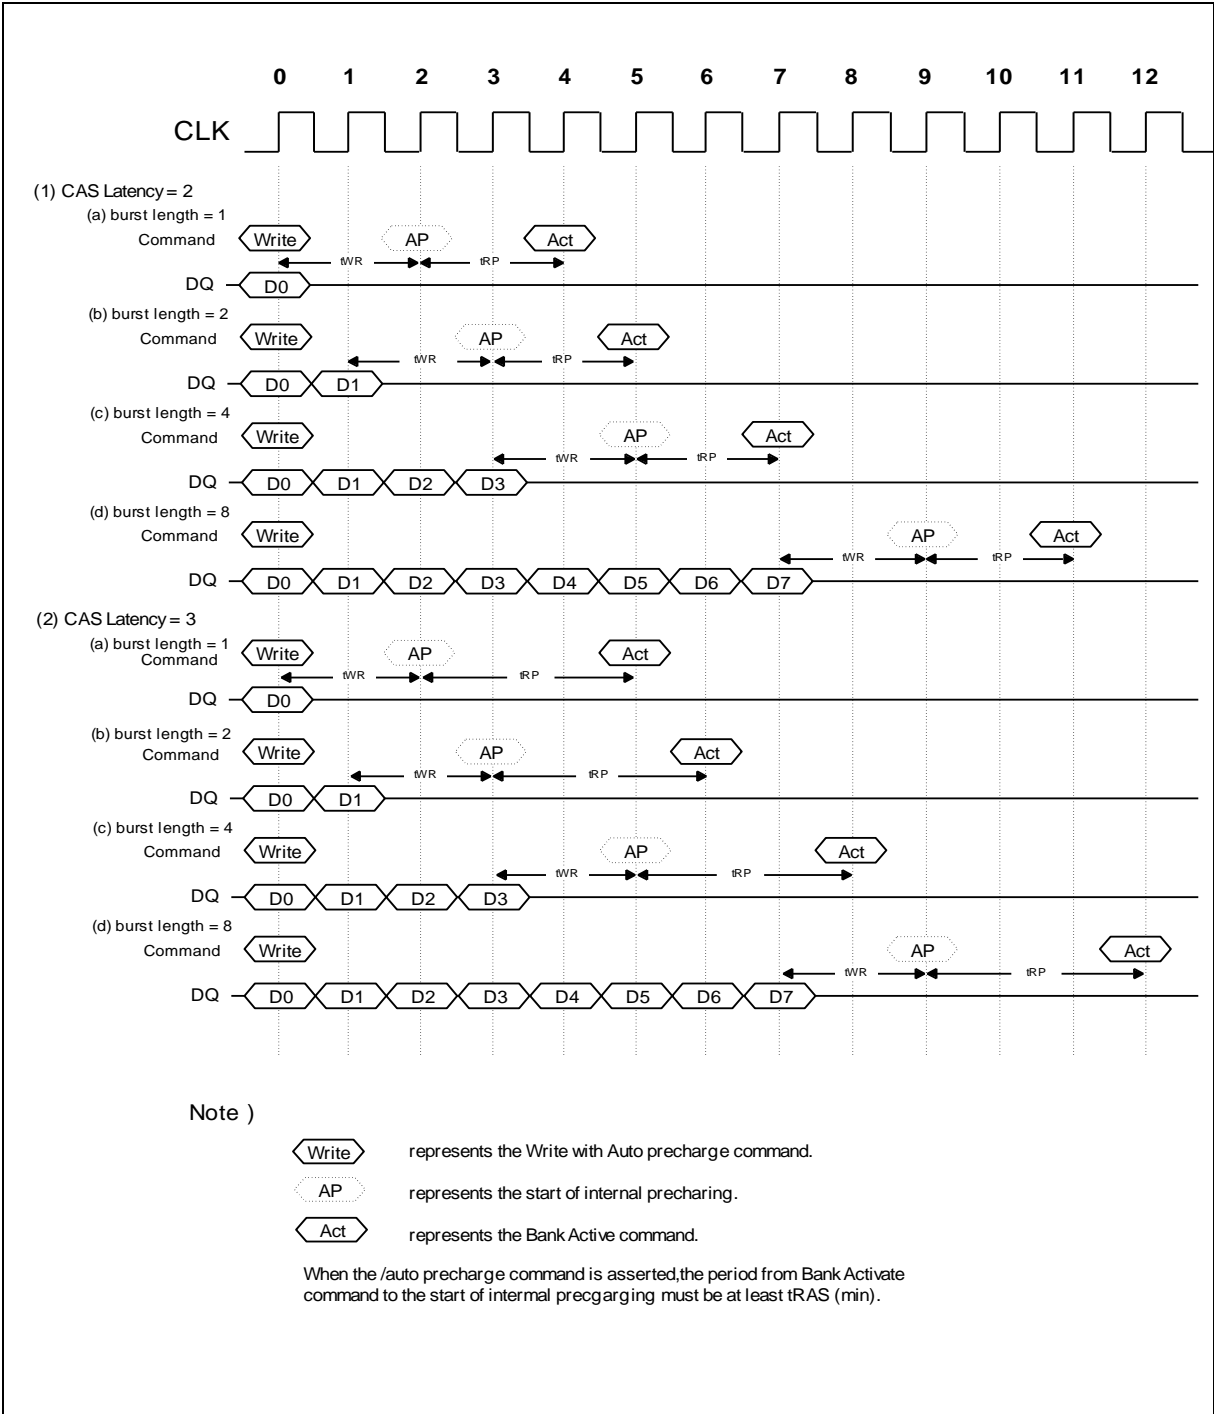 0 1 2 3 4 5 6 7 8 9 10 11 12
CLK
(1) CAS Latency = 2
(a) burst length = 1
Command Write AP Act
tWR tRP
DQ D0
(b) burst length = 2
Command Write AP Act
tWR tRP
DQ D0 D1
(c) burst length = 4
Command Write AP Act
tWR tRP
DQ D0 D1 D2 D3
(d) burst length = 8
Command Write AP Act
tWR tRP
DQ D0 D1 D2 D3 D4 D5 D6 D7
(2) CAS Latency = 3
(a) burst length = 1
Command Write AP Act
tWR tRP
DQ D0
(b) burst length = 2
Command Write AP Act
tWR tRP
DQ D0 D1
(c) burst length = 4
Command Write AP Act
tWR tRP
DQ D0 D1 D2 D3
(d) burst length = 8
Command Write AP Act
tWR tRP
DQ D0 D1 D2 D3 D4 D5 D6 D7
Note )
Write represents the Write with Auto precharge command.
AP represents the start of internal precharing.
Act represents the Bank Active command.
When the /auto precharge command is asserted,the period from Bank Activate
command to the start of intermal precgarging must be at least tRAS (min).